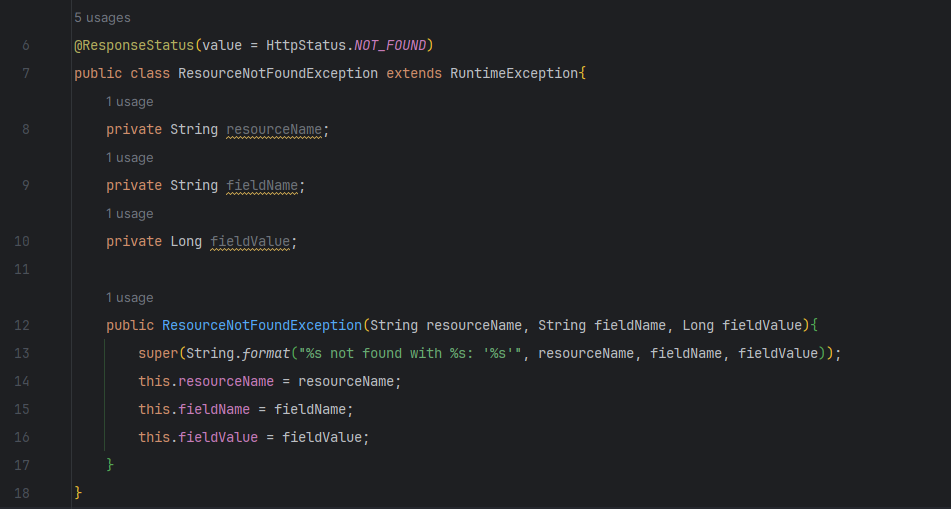 5 usages
6 @ResponseStatus(value = HttpStatus.NOT_FOUND)
7 public class ResourceNotFoundException extends RuntimeException{
1 usage
8 private String resourceName;
1 usage
9 private String fieldName;
1 usage
10 private Long fieldValue;
11
1 usage
12 public ResourceNotFoundException(String resourceName, String fieldName, Long fieldValue){
13 super(String.format("%s not found with %s: '%s'", resourceName, fieldName, fieldValue));
14 this.resourceName = resourceName;
15 this.fieldName = fieldName;
16 this.fieldValue = fieldValue;
17 }
18 }